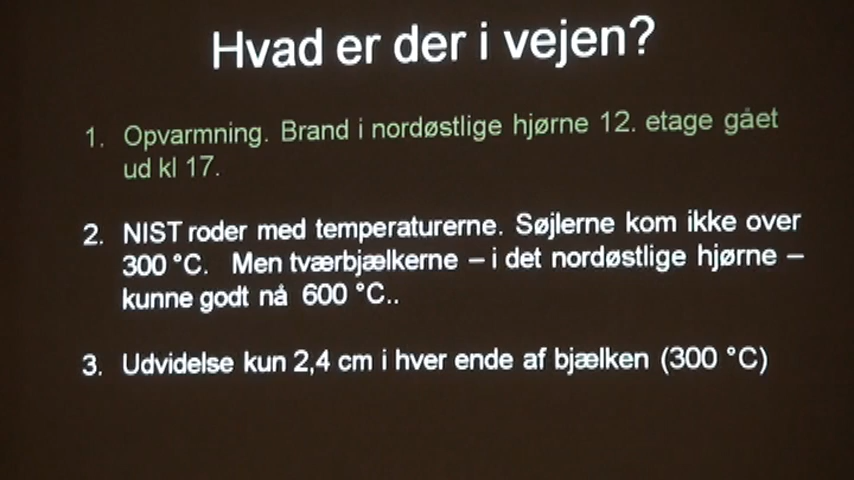 Hvad er der i vejen?
1. Opvarmning. Brand i nordøstlige hjørne 12. etage gået
ud kl 17.
2. NIST roder med temperaturerne. Søjlerne kom ikke over
300 °C. Men tværbjælkerne – i det nordøstlige hjørne –
kunne godt nå 600 °C..
3. Udvidelse kun 2,4 cm i hver ende af bjælken (300 °C)